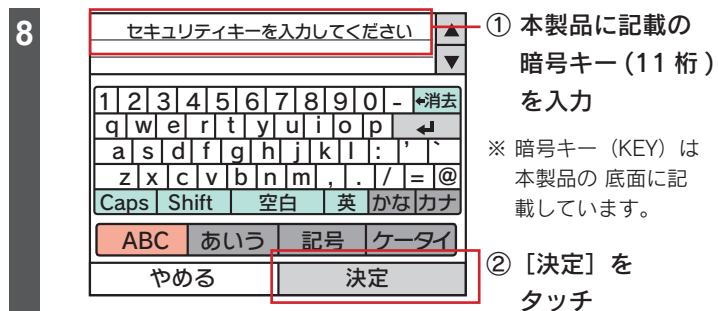 8
セキュリティキーを入力してください
▲
▼
1 2 3 4 5 6 7 8 9 0 - ←消去
q w e r t y u i o p ↵
a s d f g h j k l : ' `
z x c v b n m , . / = @
Caps Shift 空白 英 かな カナ
ABC あいう 記号 ケータイ
やめる 決定
① 本製品に記載の
暗号キー (11 桁 )
を入力
※ 暗号キー（KEY）は
本製品の 底面に記
載しています。
② ［決定］を
タッチ